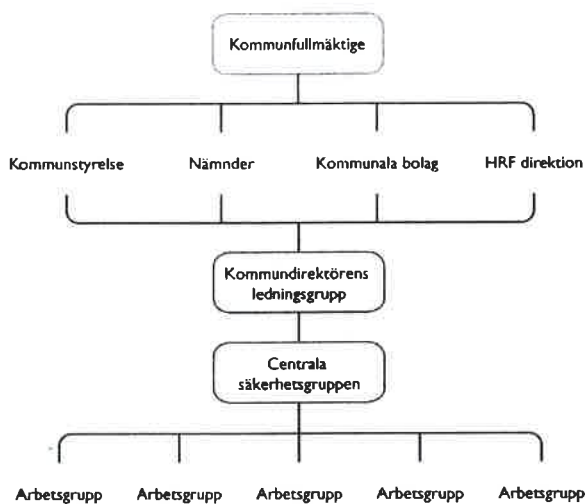 Kommunfullmäktige
Kommunstyrelse Nämnder Kommunala bolag HRF direktion
Kommundirektörens
ledningsgrupp
Centrala
säkerhetsgruppen
Arbetsgrupp Arbetsgrupp Arbetsgrupp Arbetsgrupp Arbetsgrupp